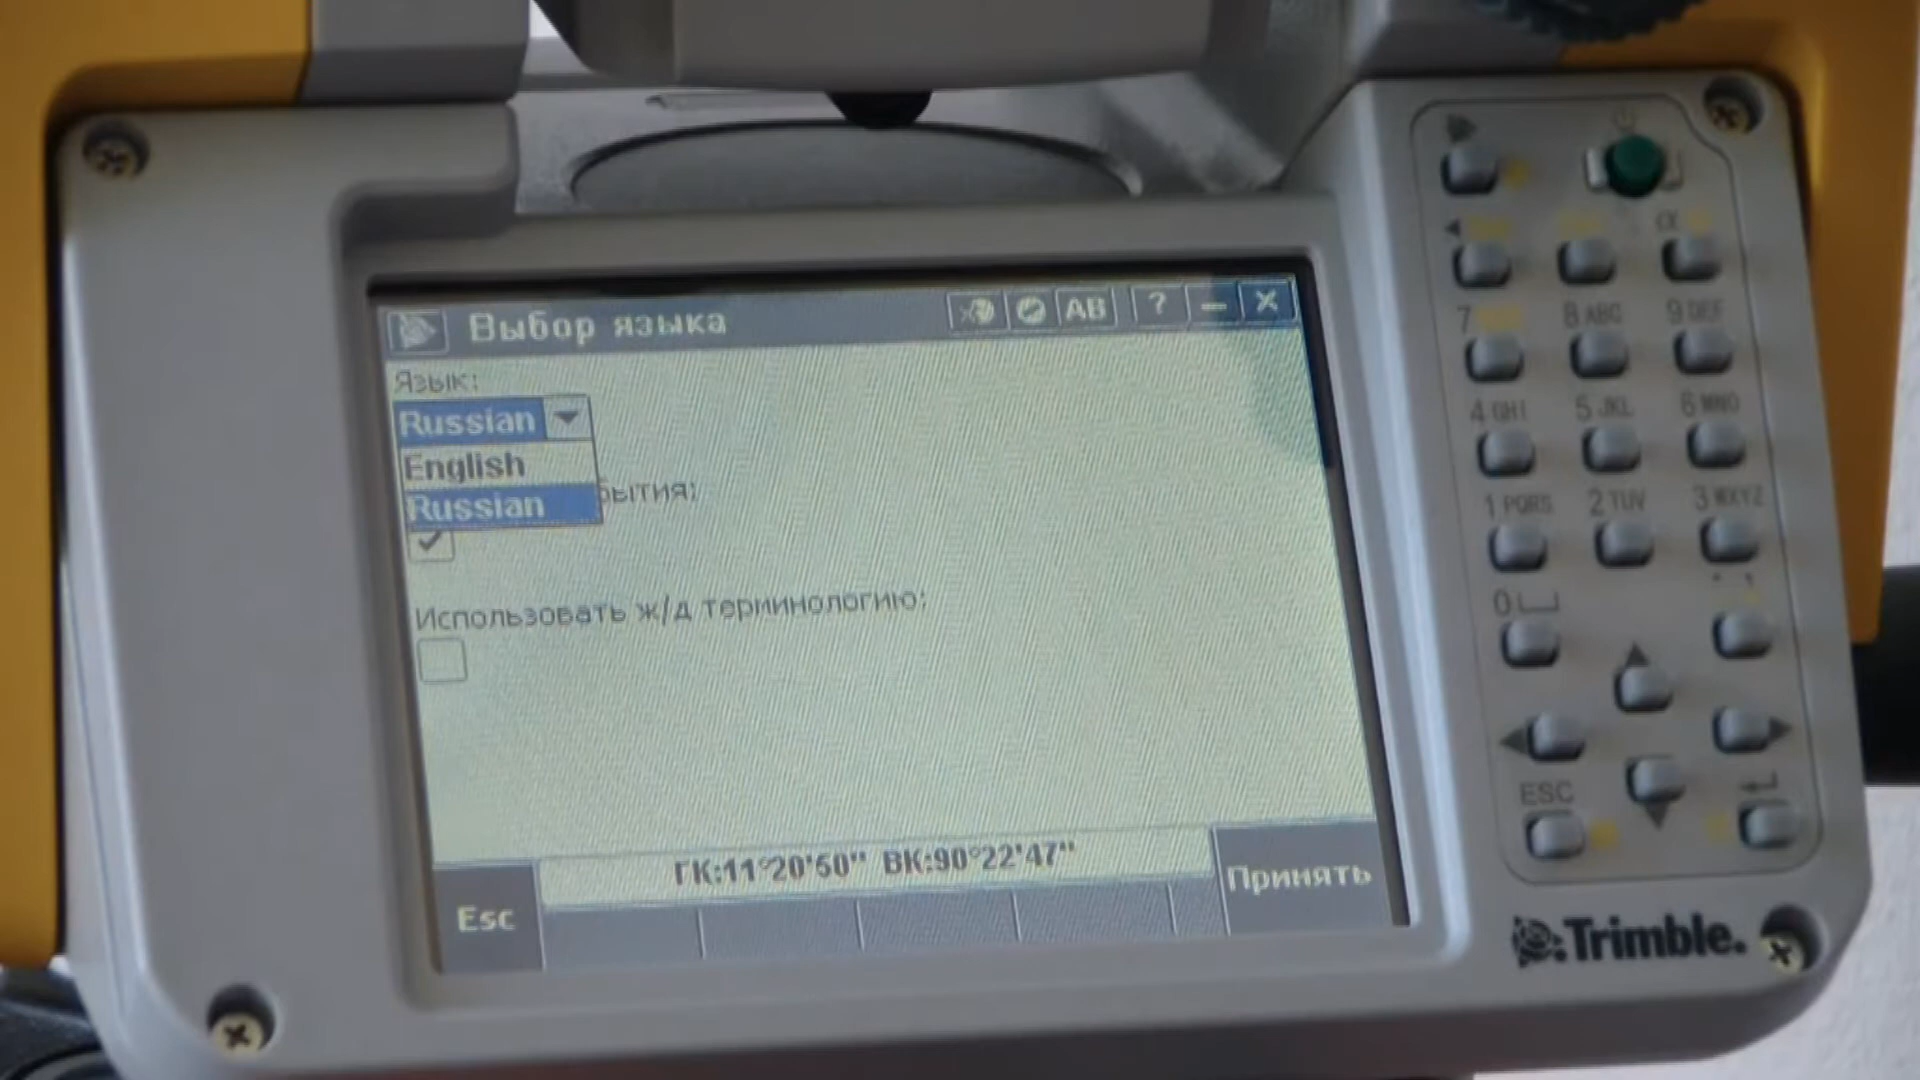 Выбор языка
AB ? — X
Язык:
Russian
English
Russian
бытия:
Использовать ж/д терминологию:
ГК:11°20'50" ВК:90°22'47"
Esc
Принять
α
7
8 ABC
9 DEF
4 GHI
5 JKL
6 MNO
1 PQRS
2 TUV
3 WXYZ
0
ESC
Trimble.